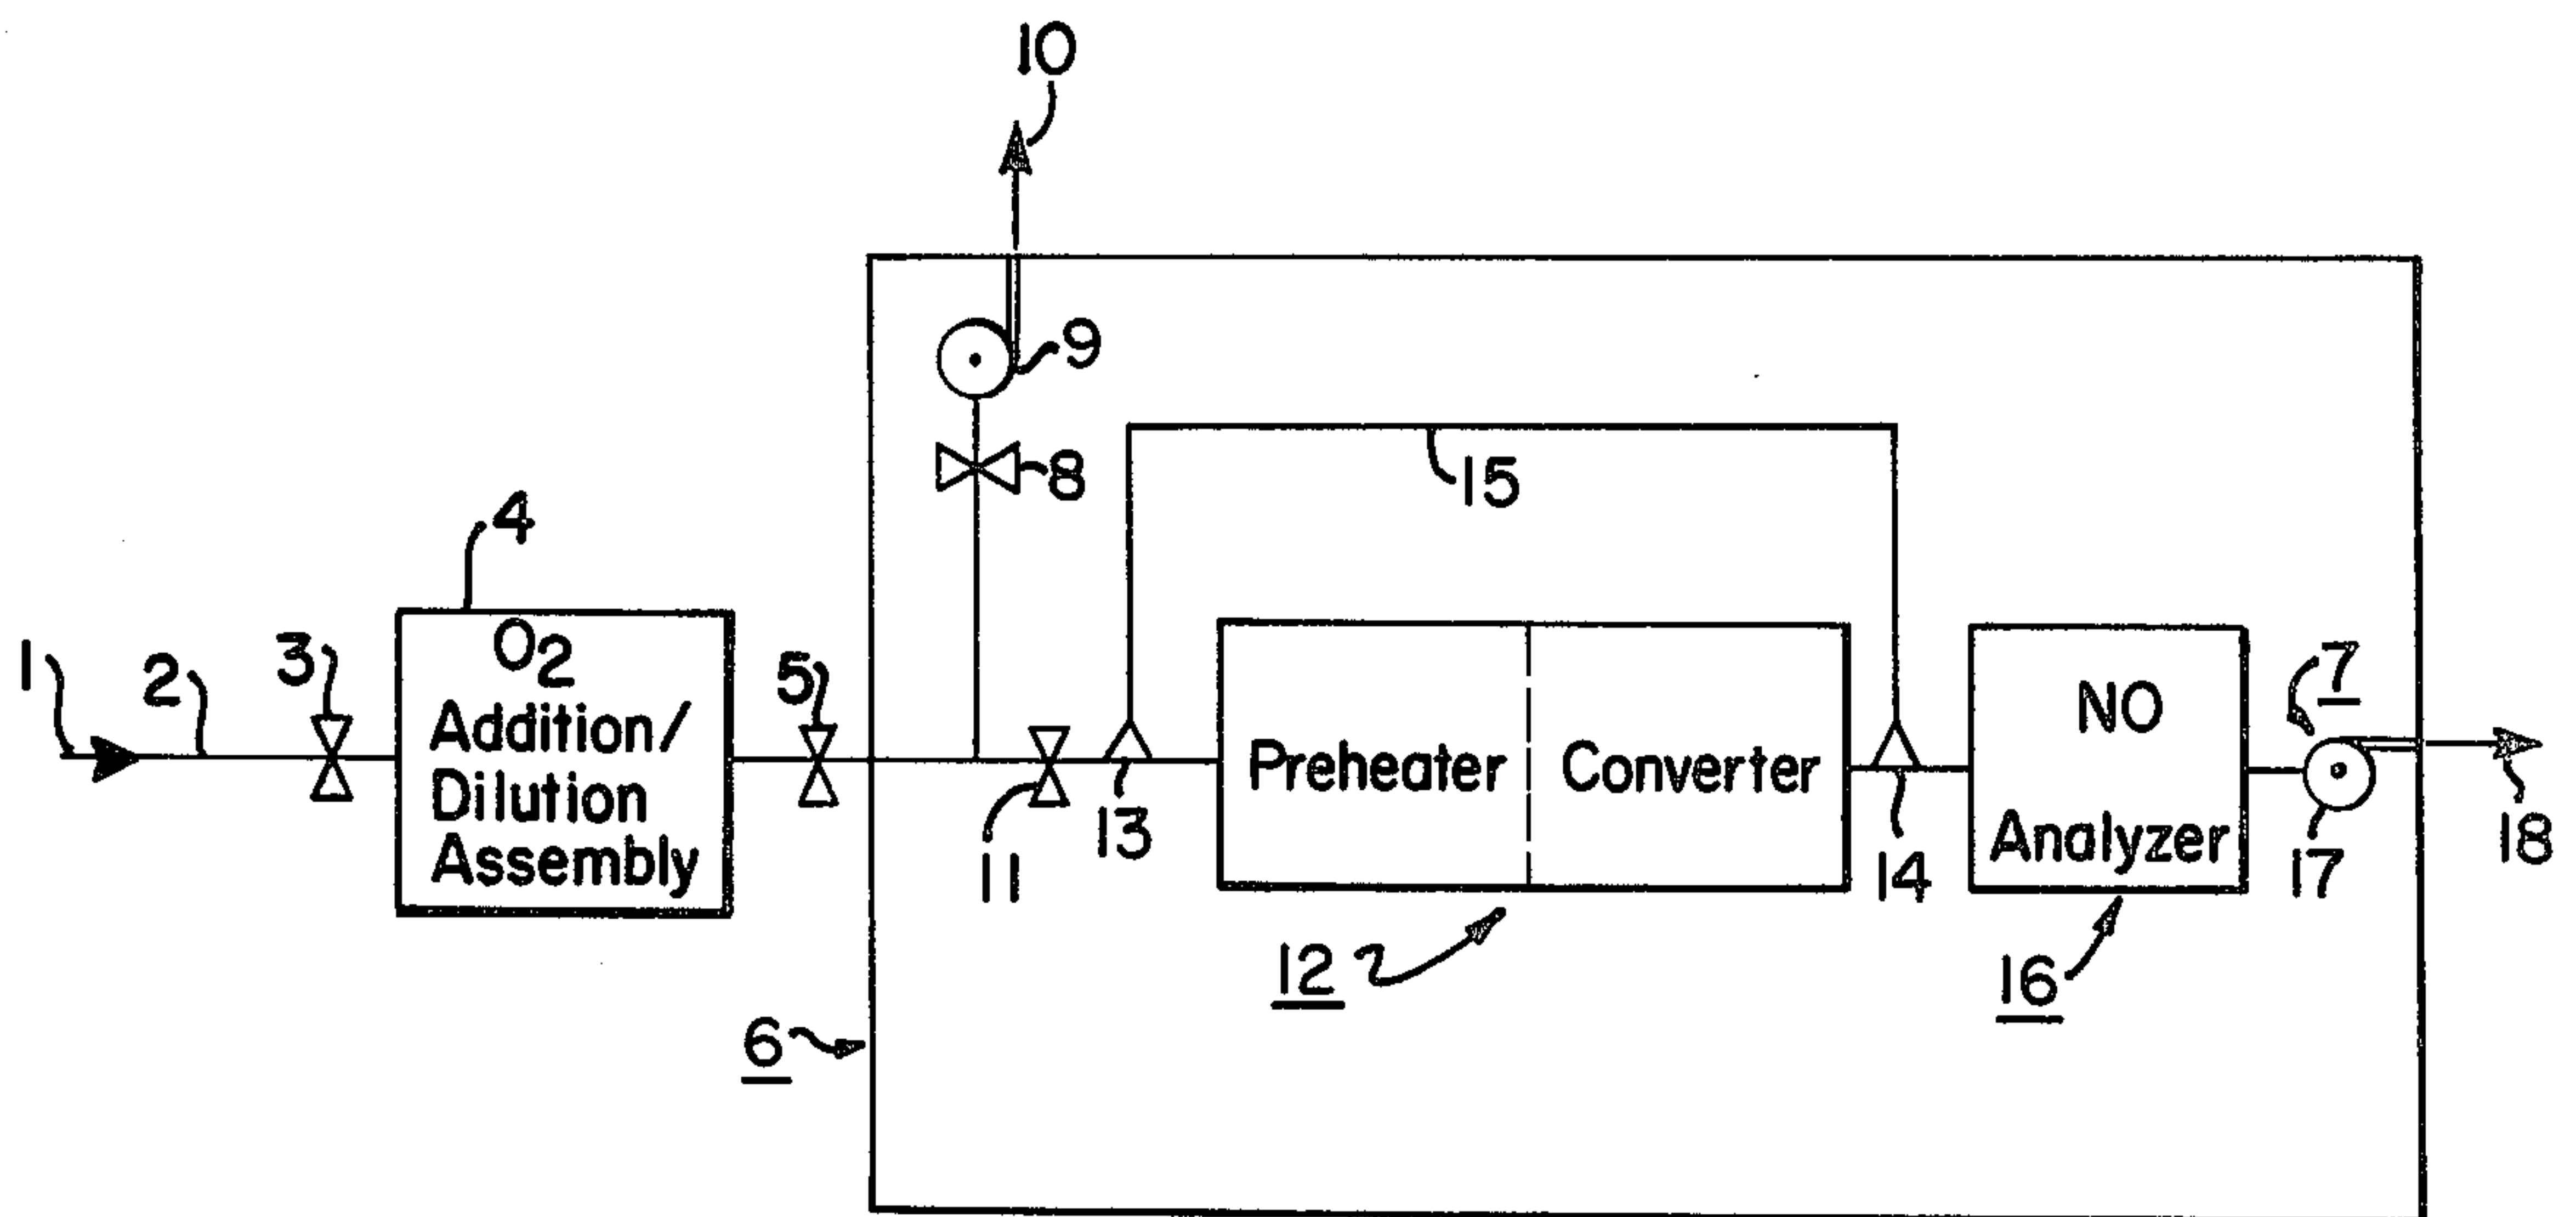 10
9
8
15
4
1
2
3
O2
Addition/
Dilution
Assembly
5
11
13
Preheater
Converter
14
NO
Analyzer
7
17
18
12
16
6